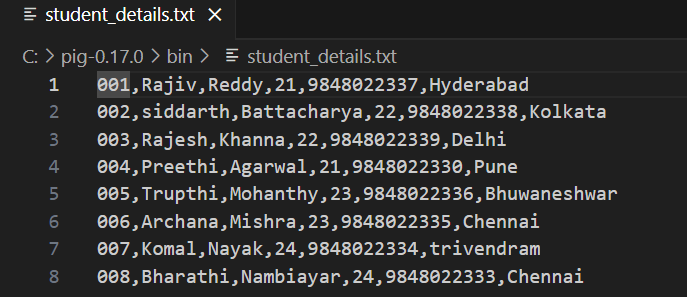 student_details.txt
C: > pig-0.17.0 > bin > student_details.txt
1 001,Rajiv,Reddy,21,9848022337,Hyderabad
2 002,siddarth,Battacharya,22,9848022338,Kolkata
3 003,Rajesh,Khanna,22,9848022339,Delhi
4 004,Preethi,Agarwal,21,9848022330,Pune
5 005,Trupthi,Mohanthy,23,9848022336,Bhuwaneshwar
6 006,Archana,Mishra,23,9848022335,Chennai
7 007,Komal,Nayak,24,9848022334,trivendram
8 008,Bharathi,Nambiayar,24,9848022333,Chennai